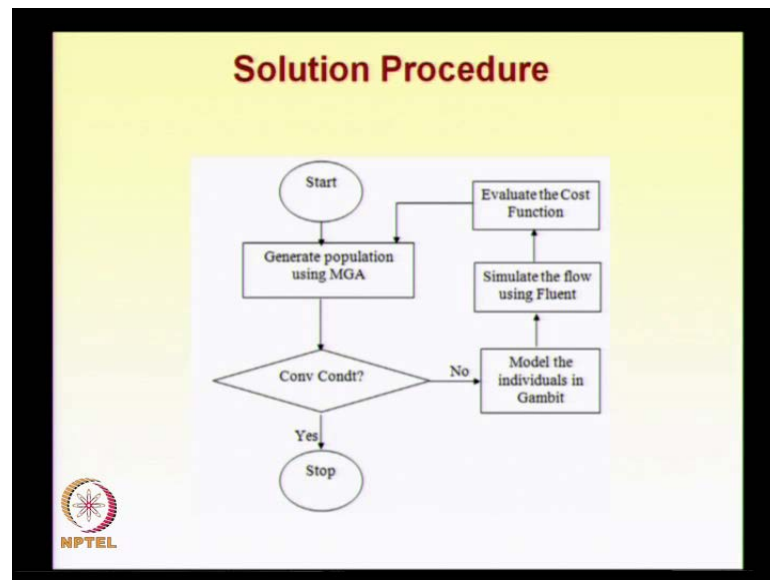 Solution Procedure
Start
Generate population
using MGA
Conv Condt?
No
Yes
Stop
Model the
individuals in
Gambit
Simulate the flow
using Fluent
Evaluate the Cost
Function
NPTEL